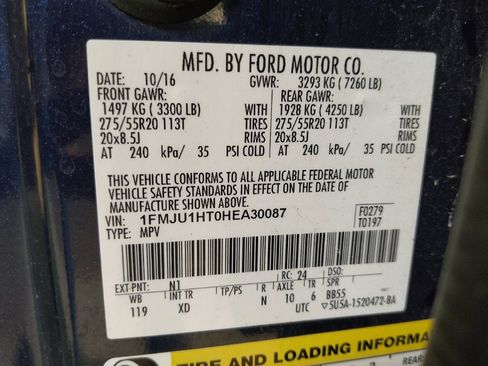 MFD. BY FORD MOTOR CO.
DATE: 10/16 GVWR: 3293 KG ( 7260 LB)
FRONT GAWR: REAR GAWR:
1497 KG ( 3300 LB) WITH 1928 KG ( 4250 LB) WITH
275/55R20 113T TIRES 275/55R20 113T TIRES
20x8.5J RIMS 20x8.5J RIMS
AT 240 kPa/ 35 PSI COLD AT 240 kPa/ 35 PSI COLD
THIS VEHICLE CONFORMS TO ALL APPLICABLE FEDERAL MOTOR
VEHICLE SAFETY STANDARDS IN EFFECT ON THE DATE OF
MANUFACTURE SHOWN ABOVE.
VIN: 1FMJU1HT0HEA30087 F0279
TYPE: MPV T0197
EXT-PNT: N1 RC: 24 DSO:
WB INT TR TP/PS R AXLE TR SPR
119 XD N 10 6 BB55
UTC ▽5U5A-1520472-BA
TIRE AND LOADING INFORMA
REAR: